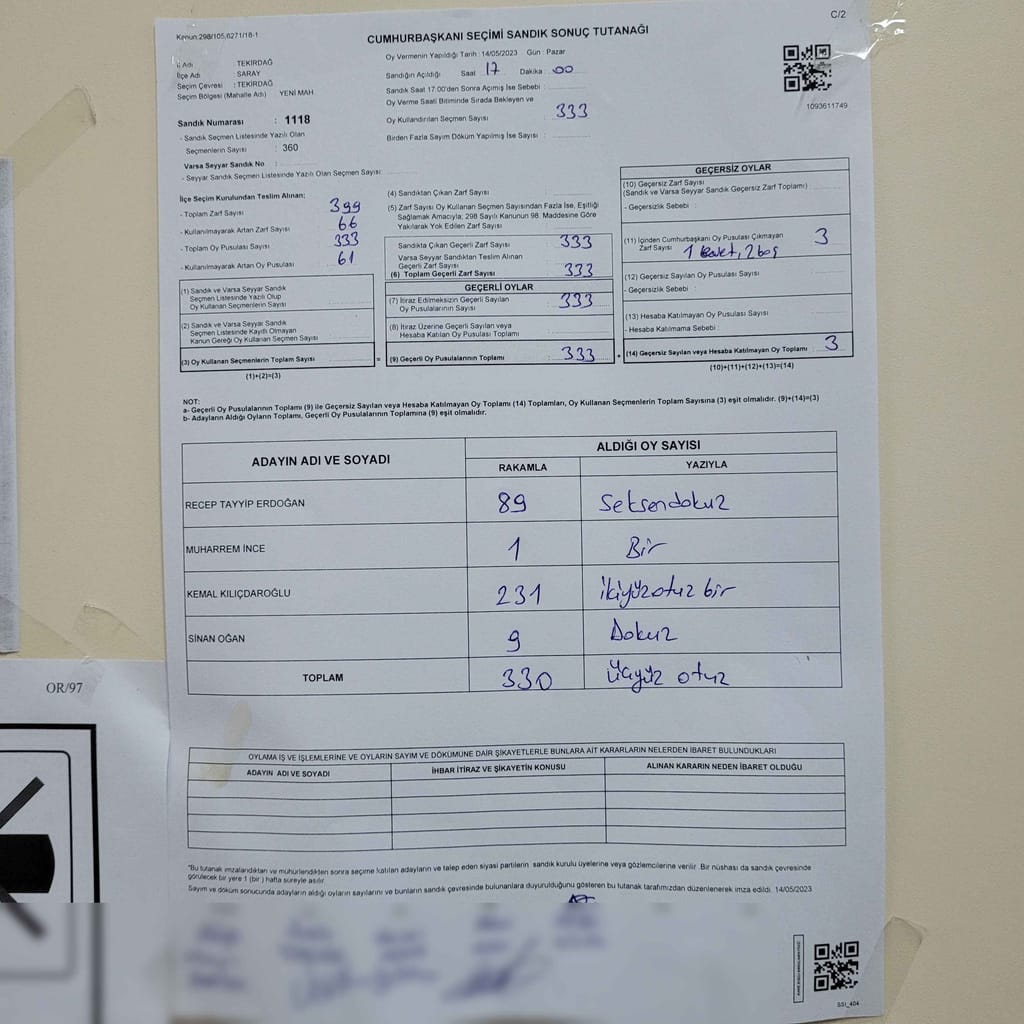 C/2
Kanun:298/105,6271/18-1
CUMHURBAŞKANI SEÇİMİ SANDIK SONUÇ TUTANAĞI
İl Adı : TEKİRDAĞ
İlçe Adı : SARAY
Seçim Çevresi : TEKİRDAĞ
Seçim Bölgesi (Mahalle Adı) YENİ MAH
Sandık Numarası : 1118
- Sandık Seçmen Listesinde Yazılı Olan
Seçmenlerin Sayısı : 360
Varsa Seyyar Sandık No :
- Seyyar Sandık Seçmen Listesinde Yazılı Olan Seçmen Sayısı
Oy Vermenin Yapıldığı Tarih : 14/05/2023 Gün : Pazar
Sandığın Açıldığı Saat 17 Dakika : 00
Sandık Saat 17.00'den Sonra Açımış İse Sebebi :
Oy Verme Saati Bitiminde Sırada Bekleyen ve
Oy Kullandırılan Seçmen Sayısı : 333
Birden Fazla Sayım Döküm Yapılmış İse Sayısı :
1093611749
İlçe Seçim Kurulundan Teslim Alınan:
- Toplam Zarf Sayısı 399
- Kullanılmayarak Artan Zarf Sayısı 66
- Toplam Oy Pusulası Sayısı 333
- Kullanılmayarak Artan Oy Pusulası 61
(1) Sandık ve Varsa Seyyar Sandık
Seçmen Listesinde Yazılı Olup
Oy Kullanan Seçmenlerin Sayısı
(2) Sandık ve Varsa Seyyar Sandık
Seçmen Listesinde Kayıtlı Olmayan
Kanun Gereği Oy Kullanan Seçmen Sayısı
(3) Oy Kullanan Seçmenlerin Toplam Sayısı =
(1)+(2)=(3)
(4) Sandıktan Çıkan Zarf Sayısı
(5) Zarf Sayısı Oy Kullanan Seçmen Sayısından Fazla İse, Eşitliği
Sağlamak Amacıyla; 298 Sayılı Kanunun 98. Maddesine Göre
Yakılarak Yok Edilen Zarf Sayısı
Sandıkta Çıkan Geçerli Zarf Sayısı : 333
Varsa Seyyar Sandıktan Teslim Alınan
Geçerli Zarf Sayısı
(6) Toplam Geçerli Zarf Sayısı : 333
GEÇERLİ OYLAR
(7) İtiraz Edilmeksizin Geçerli Sayılan
Oy Pusulalarının Sayısı : 333
(8) İtiraz Üzerine Geçerli Sayılan veya
Hesaba Katılan Oy Pusulası Toplamı
(9) Geçerli Oy Pusulalarının Toplamı : 333 +
GEÇERSİZ OYLAR
(10) Geçersiz Zarf Sayısı
(Sandık ve Varsa Seyyar Sandık Geçersiz Zarf Toplamı)
- Geçersizlik Sebebi :
(11) İçinden Cumhurbaşkanı Oy Pusulası Çıkmayan
Zarf Sayısı 3
1 Evet, 2 boş
(12) Geçersiz Sayılan Oy Pusulası Sayısı
- Geçersizlik Sebebi :
(13) Hesaba Katılmayan Oy Pusulası Sayısı
- Hesaba Katılmama Sebebi :
(14) Geçersiz Sayılan veya Hesaba Katılmayan Oy Toplamı : 3
(10)+(11)+(12)+(13)=(14)
NOT:
a- Geçerli Oy Pusulalarının Toplamı (9) ile Geçersiz Sayılan veya Hesaba Katılmayan Oy Toplamı (14) Toplamları, Oy Kullanan Seçmenlerin Toplam Sayısına (3) eşit olmalıdır. (9)+(14)=(3)
b- Adayların Aldığı Oyların Toplamı, Geçerli Oy Pusulalarının Toplamına (9) eşit olmalıdır.
ADAYIN ADI VE SOYADI ALDIĞI OY SAYISI
RAKAMLA YAZIYLA
RECEP TAYYİP ERDOĞAN 89 Seksendokuz
MUHARREM İNCE 1 Bir
KEMAL KILIÇDAROĞLU 231 İkiyüzotuz bir
SİNAN OĞAN 9 Dokuz
TOPLAM 330 Üçyüz otuz
OYLAMA İŞ VE İŞLEMLERİNE VE OYLARIN SAYIM VE DÖKÜMÜNE DAİR ŞİKAYETLERLE BUNLARA AİT KARARLARIN NELERDEN İBARET BULUNDUKLARI
ADAYIN ADI VE SOYADI İHBAR İTİRAZ VE ŞİKAYETİN KONUSU ALINAN KARARIN NEDEN İBARET OLDUĞU
*Bu tutanak imzalandıktan ve mühürlendikten sonra seçime katılan adayların ve talep eden siyasi partilerin sandık kurulu üyelerine veya gözlemcilerine verilir. Bir nüshası da sandık çevresinde
görülecek bir yere 1 (bir) hafta süreyle asılır.
Sayım ve döküm sonucunda adayların aldığı oyların sayılarını ve bunların sandık çevresinde bulunanlara duyurulduğunu gösteren bu tutanak tarafımızdan düzenlenerek imza edildi. 14/05/2023
OR/97
SSI_404